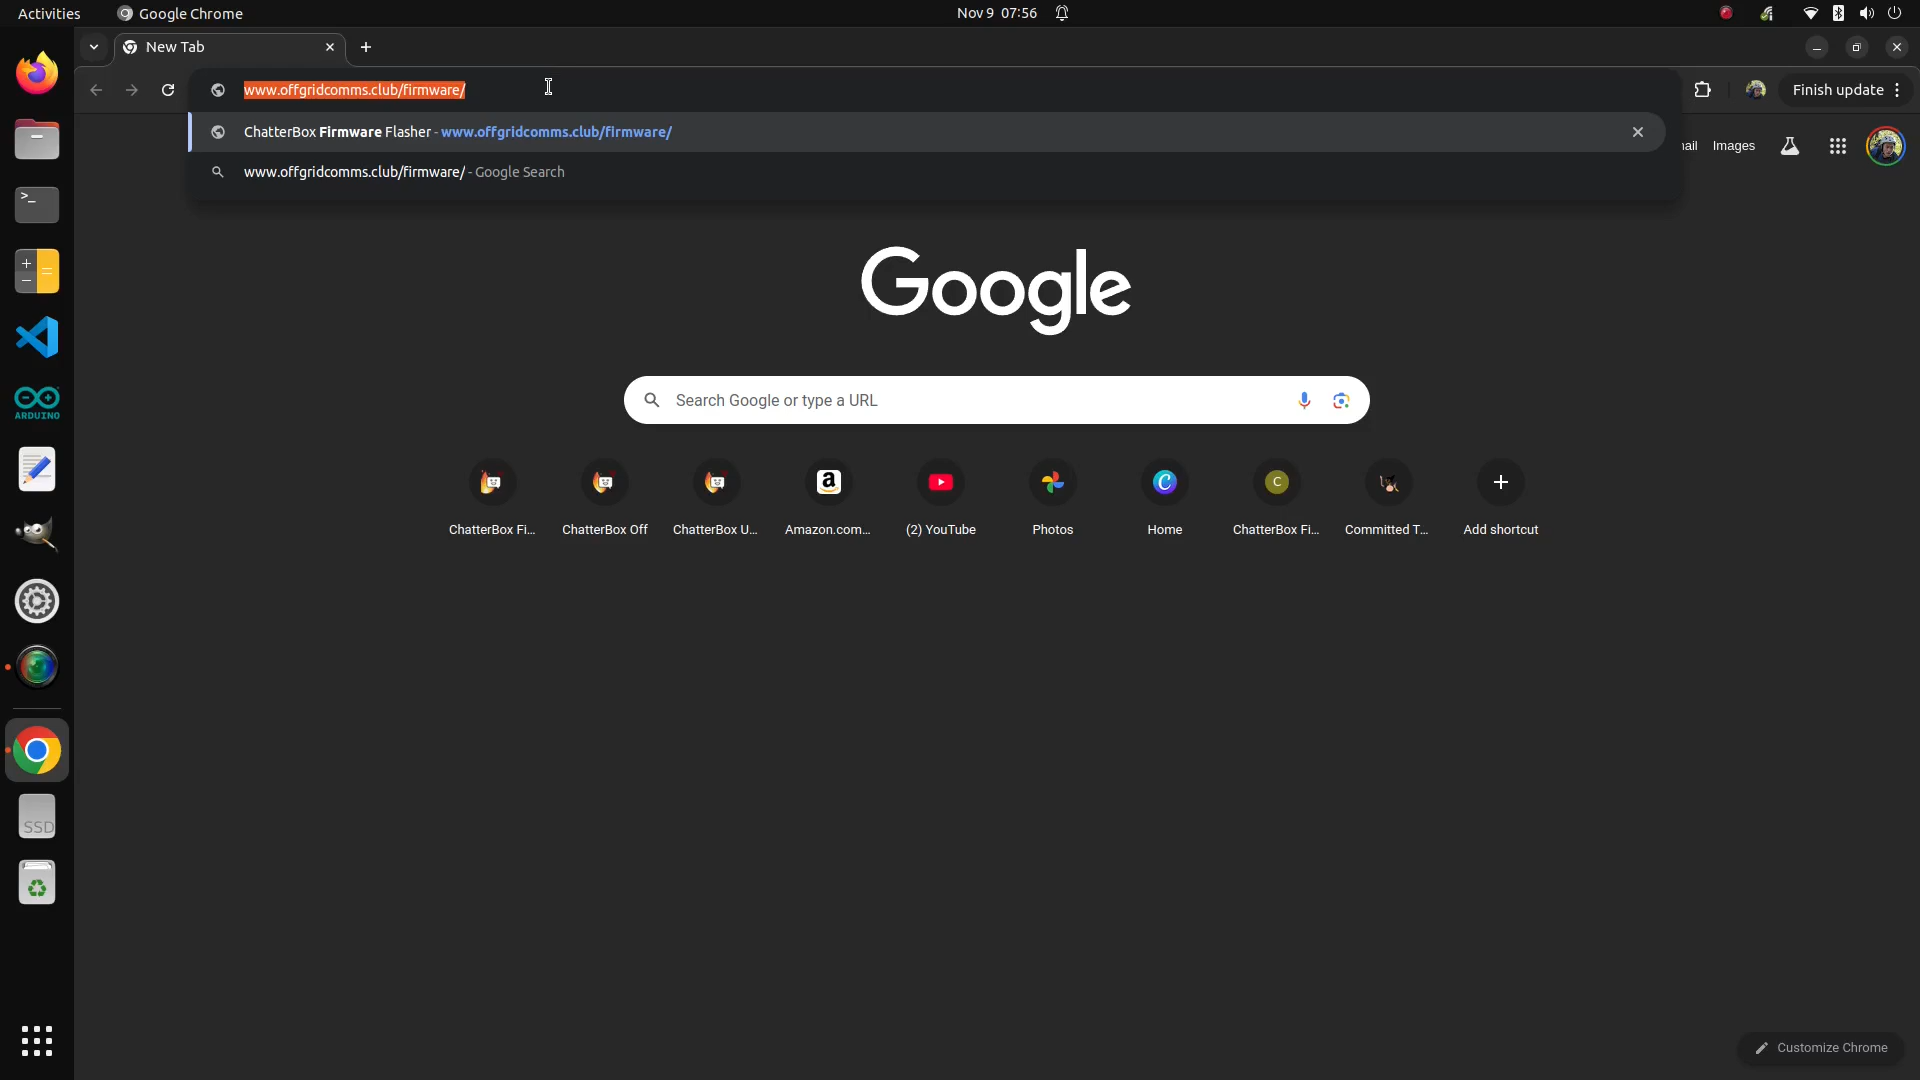 Activities
Google Chrome
Nov 9 07:56
New Tab
www.offgridcomms.club/firmware/
Finish update
ChatterBox Firmware Flasher - www.offgridcomms.club/firmware/
www.offgridcomms.club/firmware/ - Google Search
ail
Images
Google
Search Google or type a URL
ChatterBox Fi...
ChatterBox Off
ChatterBox U...
Amazon.com...
(2) YouTube
Photos
Home
ChatterBox Fi...
Committed T...
Add shortcut
a
C
C
ARDUINO
SSD
Customize Chrome